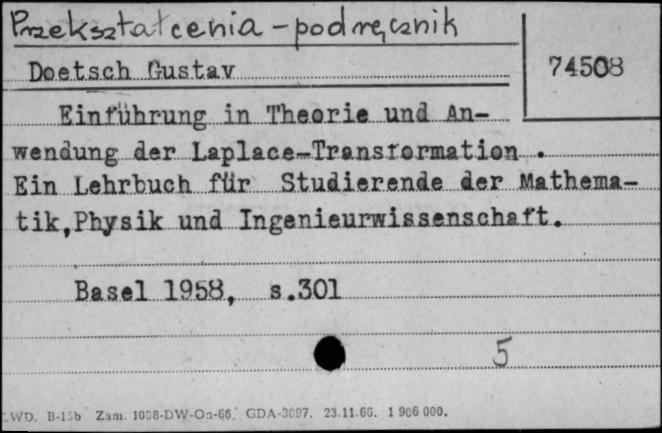 Przekształcenia - podręcznik
Doetsch Gustav
74508
Einführung in Theorie und An-
wendung der Laplace-Transformation .
Ein Lehrbuch für Studierende der Mathema-
tik,Physik und Ingenieurwissenschaft.
Basel 1958, s.301
5
WD. B-15b Zam. 1038-DW-On-66. GDA-3097. 23.11.66. 1 906 000.